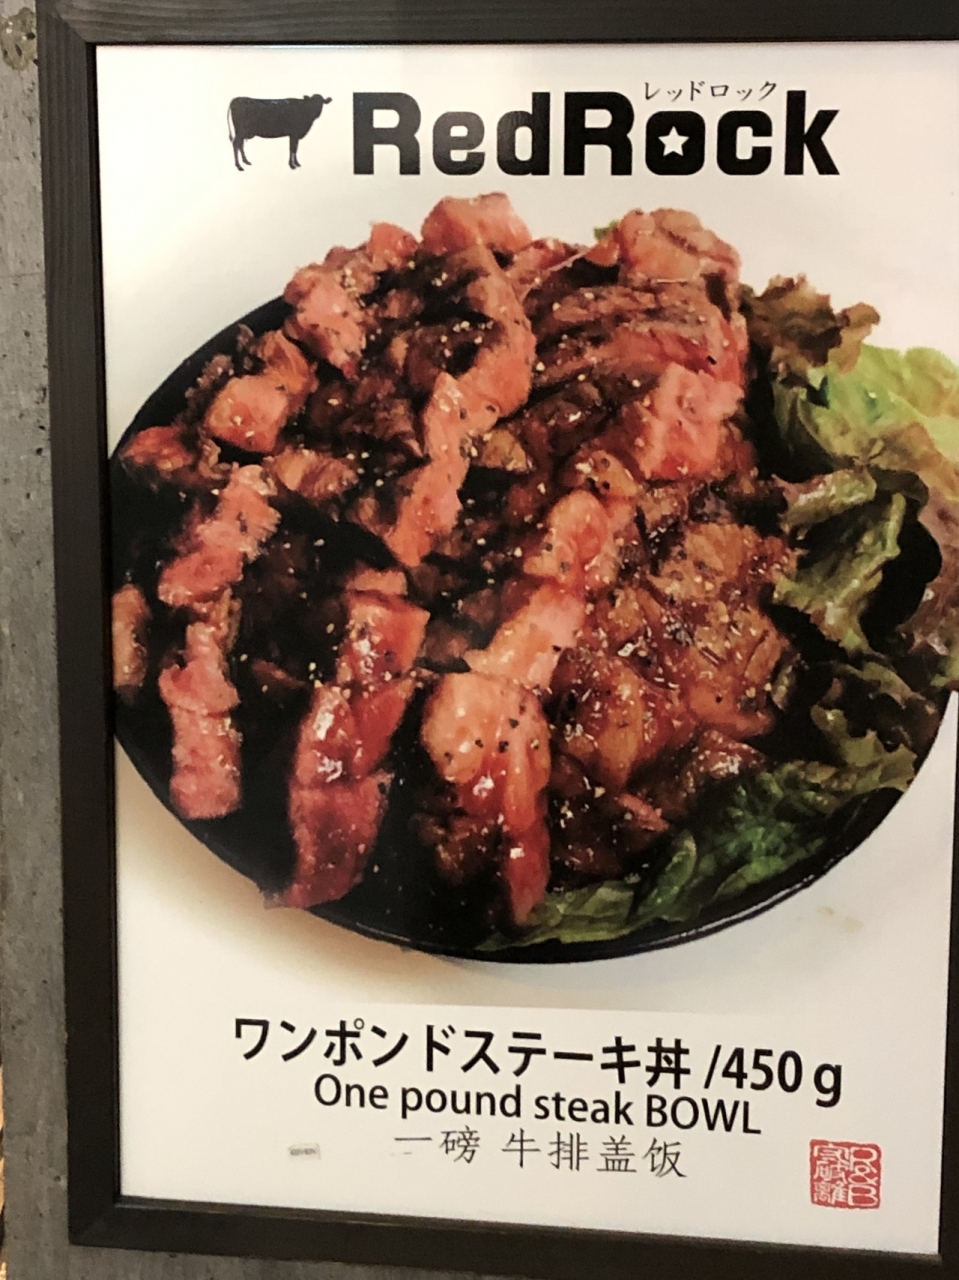 レッドロック
RedRock
ワンポンドステーキ丼 /450g
One pound steak BOWL
一磅 牛排盖饭